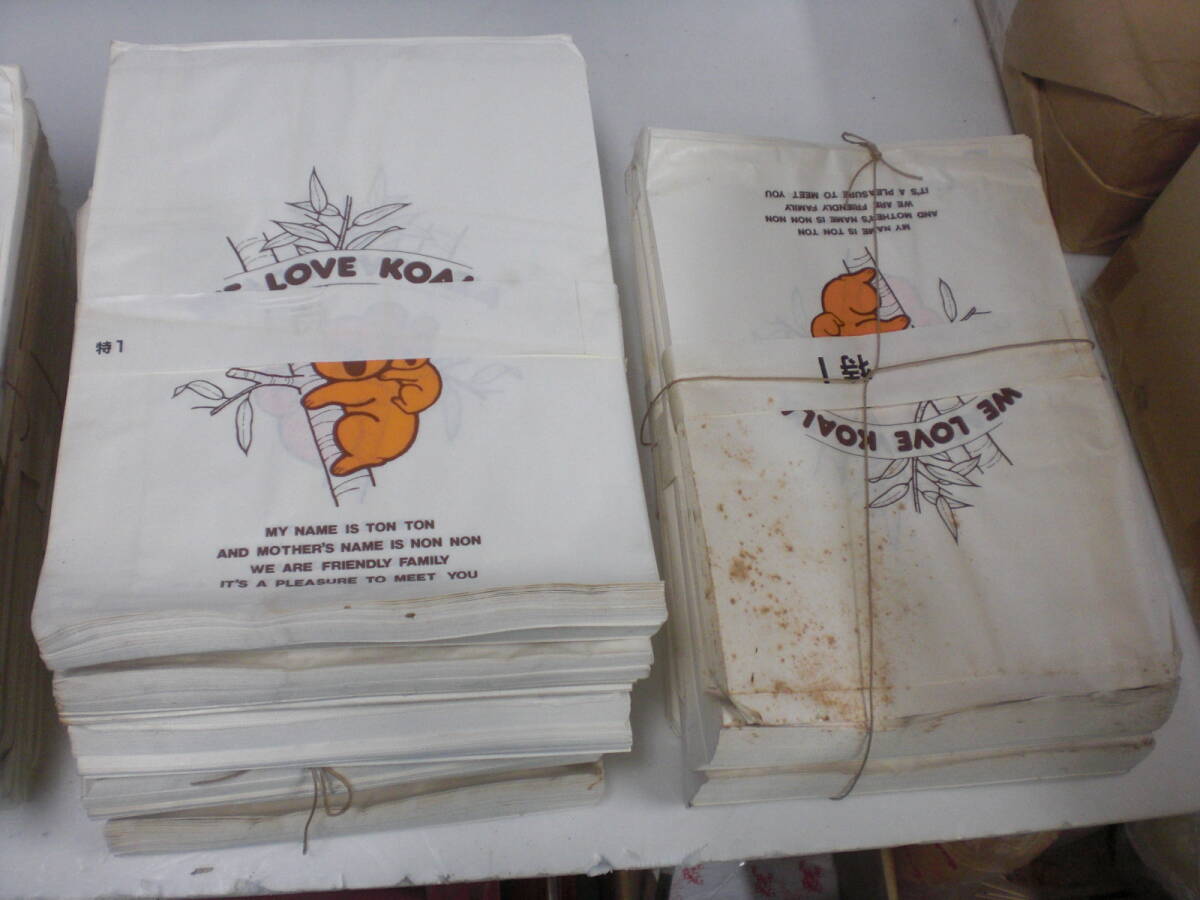 E LOVE KOA
特1
MY NAME IS TON TON
AND MOTHER'S NAME IS NON NON
WE ARE FRIENDLY FAMILY
IT'S A PLEASURE TO MEET YOU
WE LOVE KOAL
特1
MY NAME IS TON TON
AND MOTHER'S NAME IS NON NON
WE ARE FRIENDLY FAMILY
IT'S A PLEASURE TO MEET YOU